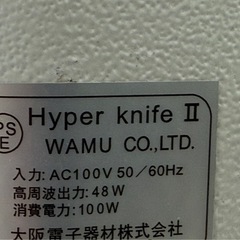 PS
E
Hyper knife Ⅱ
WAMU CO.,LTD.
入力:AC100V 50/60Hz
高周波出力:48W
消費電力:100W
大阪電子器材株式会社